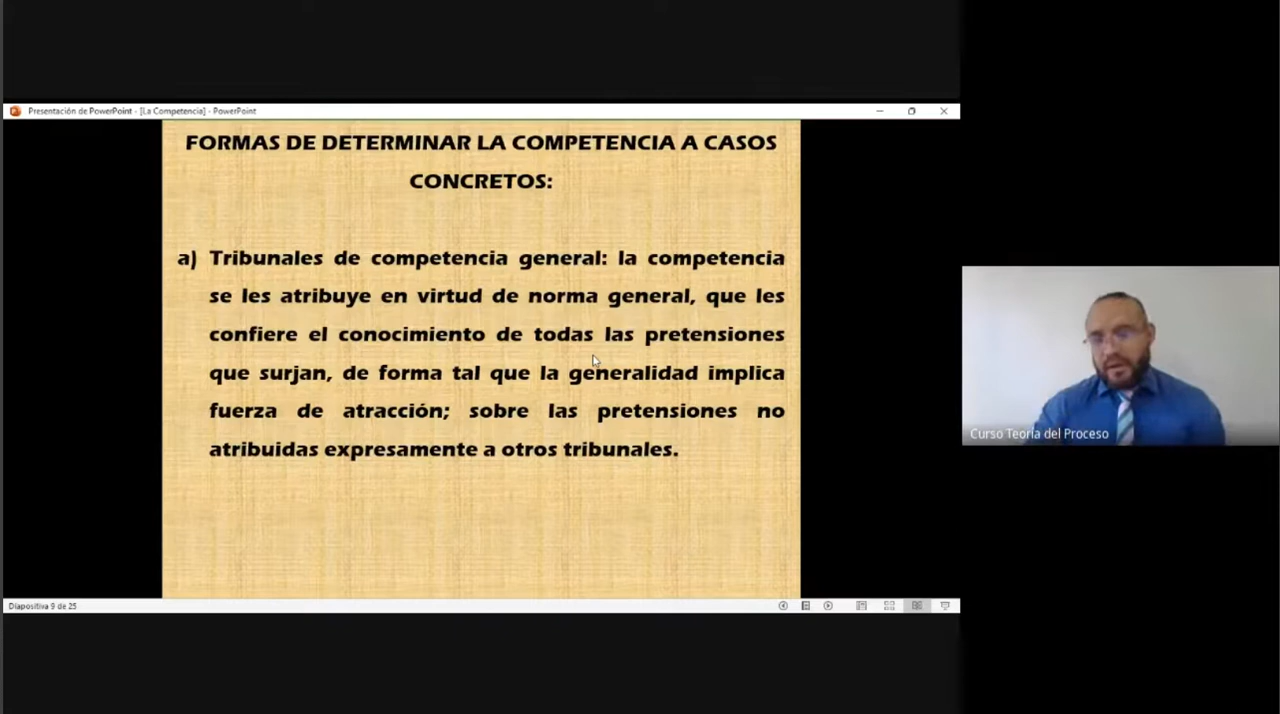 Presentación de PowerPoint - [La Competencia] - PowerPoint
FORMAS DE DETERMINAR LA COMPETENCIA A CASOS
CONCRETOS:
a) Tribunales de competencia general: la competencia
se les atribuye en virtud de norma general, que les
confiere el conocimiento de todas las pretensiones
que surjan, de forma tal que la generalidad implica
fuerza de atracción; sobre las pretensiones no
atribuidas expresamente a otros tribunales.
Curso Teoría del Proceso
Diapositiva 9 de 25